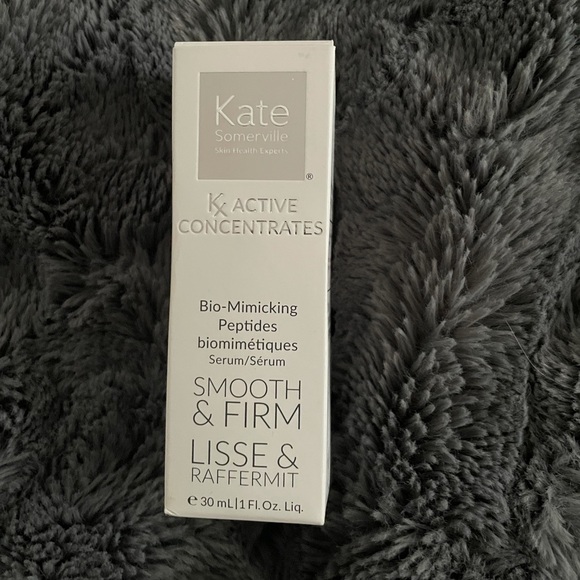 Kate
Somerville
Skin Health Experts
®
Kx ACTIVE
CONCENTRATES
Bio-Mimicking
Peptides
biomimétiques
Serum/Sérum
SMOOTH
& FIRM
LISSE &
RAFFERMIT
℮ 30 mL|1 Fl. Oz. Liq.